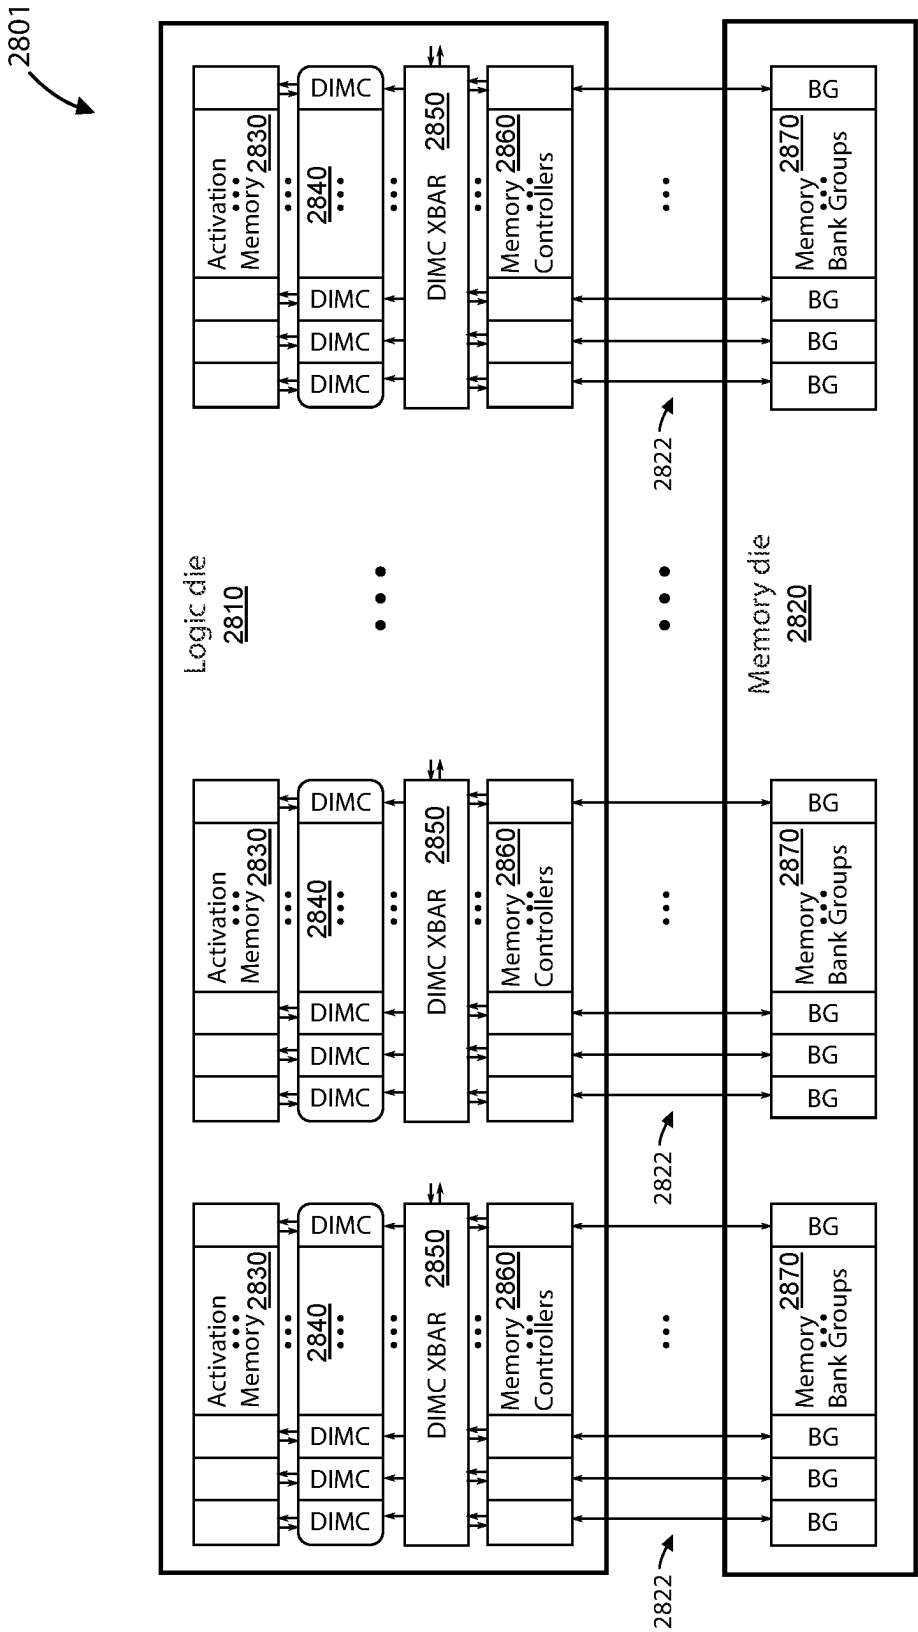 2801
Logic die
2810
Activation
Memory 2830
DIMC
DIMC
DIMC
2840
DIMC
DIMC XBAR 2850
Memory 2860
Controllers
2822
BG
BG
BG
Memory 2870
Bank Groups
BG
Activation
Memory 2830
DIMC
DIMC
DIMC
2840
DIMC
DIMC XBAR 2850
Memory 2860
Controllers
2822
BG
BG
BG
Memory 2870
Bank Groups
BG
Activation
Memory 2830
DIMC
DIMC
DIMC
2840
DIMC
DIMC XBAR 2850
Memory 2860
Controllers
2822
BG
BG
BG
Memory 2870
Bank Groups
BG
Memory die
2820